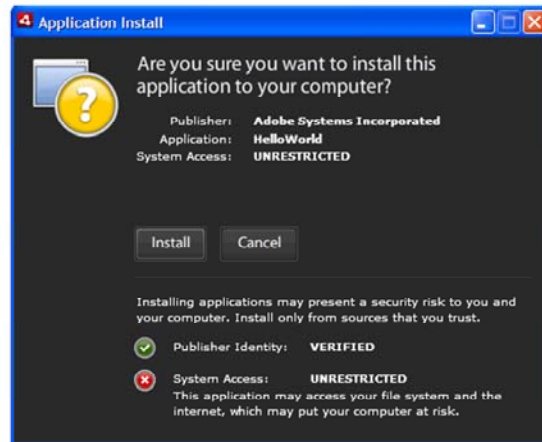 Application Install
Are you sure you want to install this
application to your computer?
Publisher: Adobe Systems Incorporated
Application: HelloWorld
System Access: UNRESTRICTED
Install Cancel
Installing applications may present a security risk to you and
your computer. Install only from sources that you trust.
Publisher Identity: VERIFIED
System Access: UNRESTRICTED
This application may access your file system and the
internet, which may put your computer at risk.